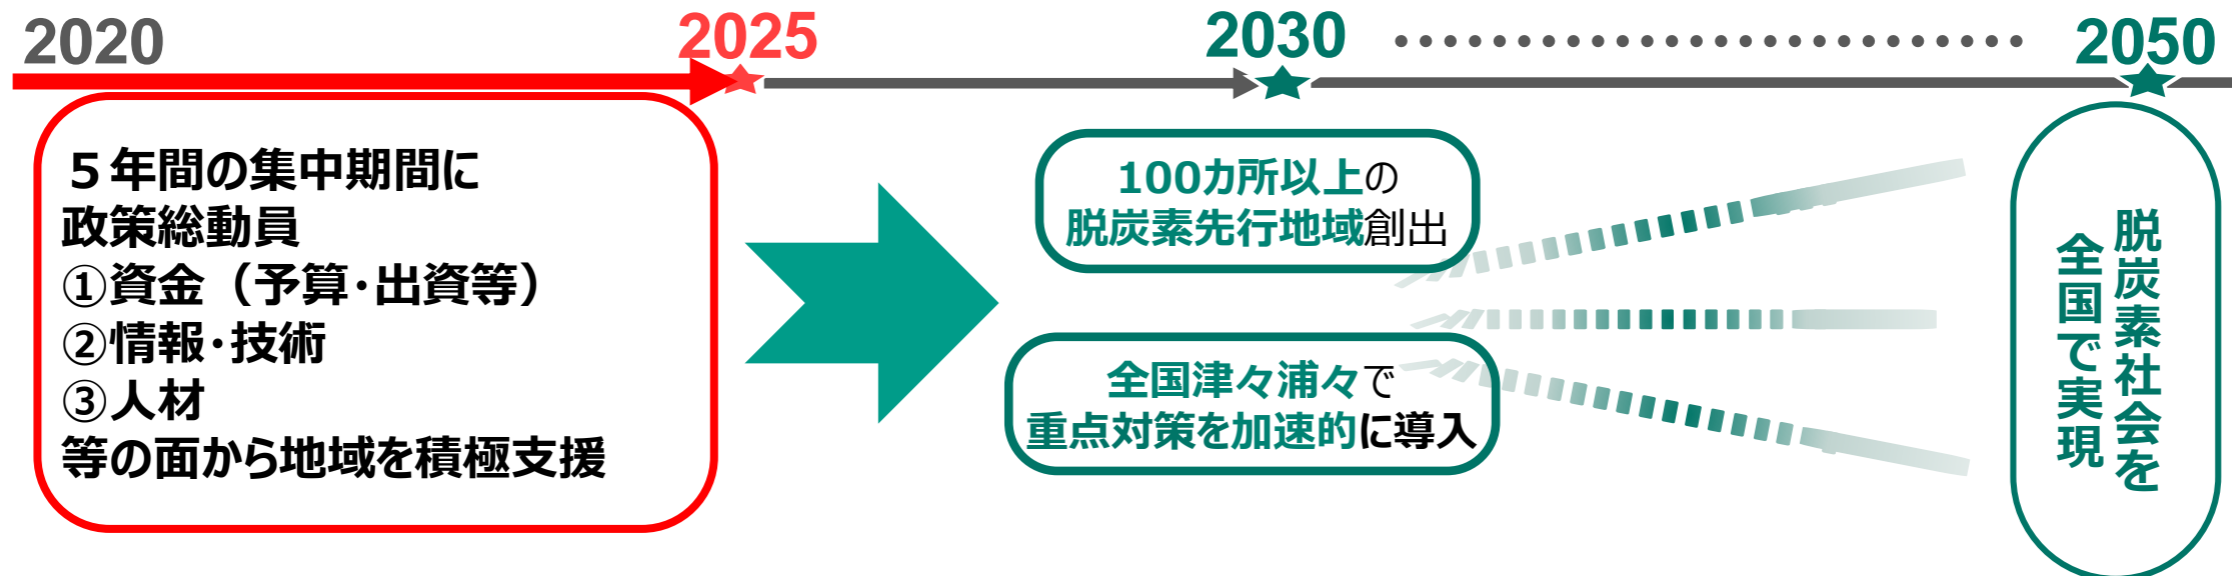 2020
2025
2030
2050
５年間の集中期間に
政策総動員
①資金（予算･出資等）
②情報･技術
③人材
等の面から地域を積極支援
100カ所以上の
脱炭素先行地域創出
全国津々浦々で
重点対策を加速的に導入
脱炭素社会を
全国で実現